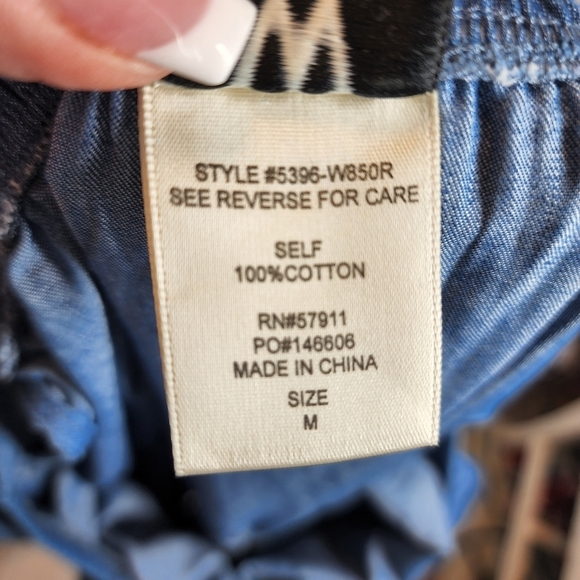 STYLE #5396-W850R
SEE REVERSE FOR CARE
SELF
100%COTTON
RN#57911
PO#146606
MADE IN CHINA
SIZE
M